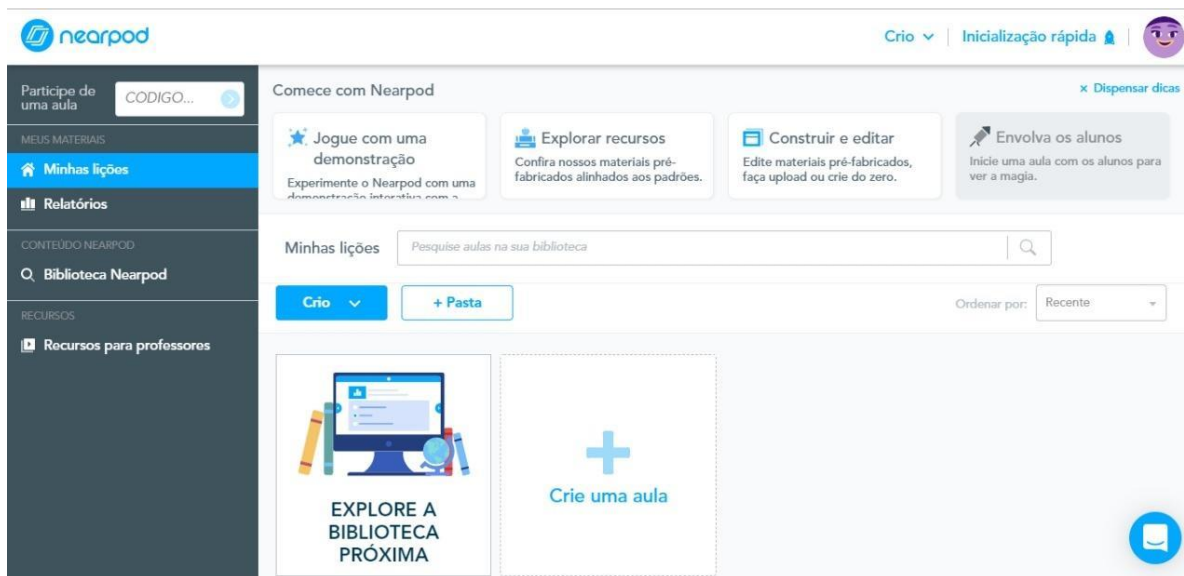 nearpod
Crio
Inicialização rápida
Participe de
uma aula
CODIGO...
MEUS MATERIAIS
Minhas lições
Relatórios
CONTEÚDO NEARPOD
Biblioteca Nearpod
RECURSOS
Recursos para professores
Comece com Nearpod
× Dispensar dicas
Jogue com uma
demonstração
Experimente o Nearpod com uma
demonstração interativa com a
Explorar recursos
Confira nossos materiais pré-
fabricados alinhados aos padrões.
Construir e editar
Edite materiais pré-fabricados,
faça upload ou crie do zero.
Envolva os alunos
Inicie uma aula com os alunos para
ver a magia.
Minhas lições
Pesquise aulas na sua biblioteca
Crio
+ Pasta
Ordenar por:
Recente
EXPLORE A
BIBLIOTECA
PRÓXIMA
Crie uma aula